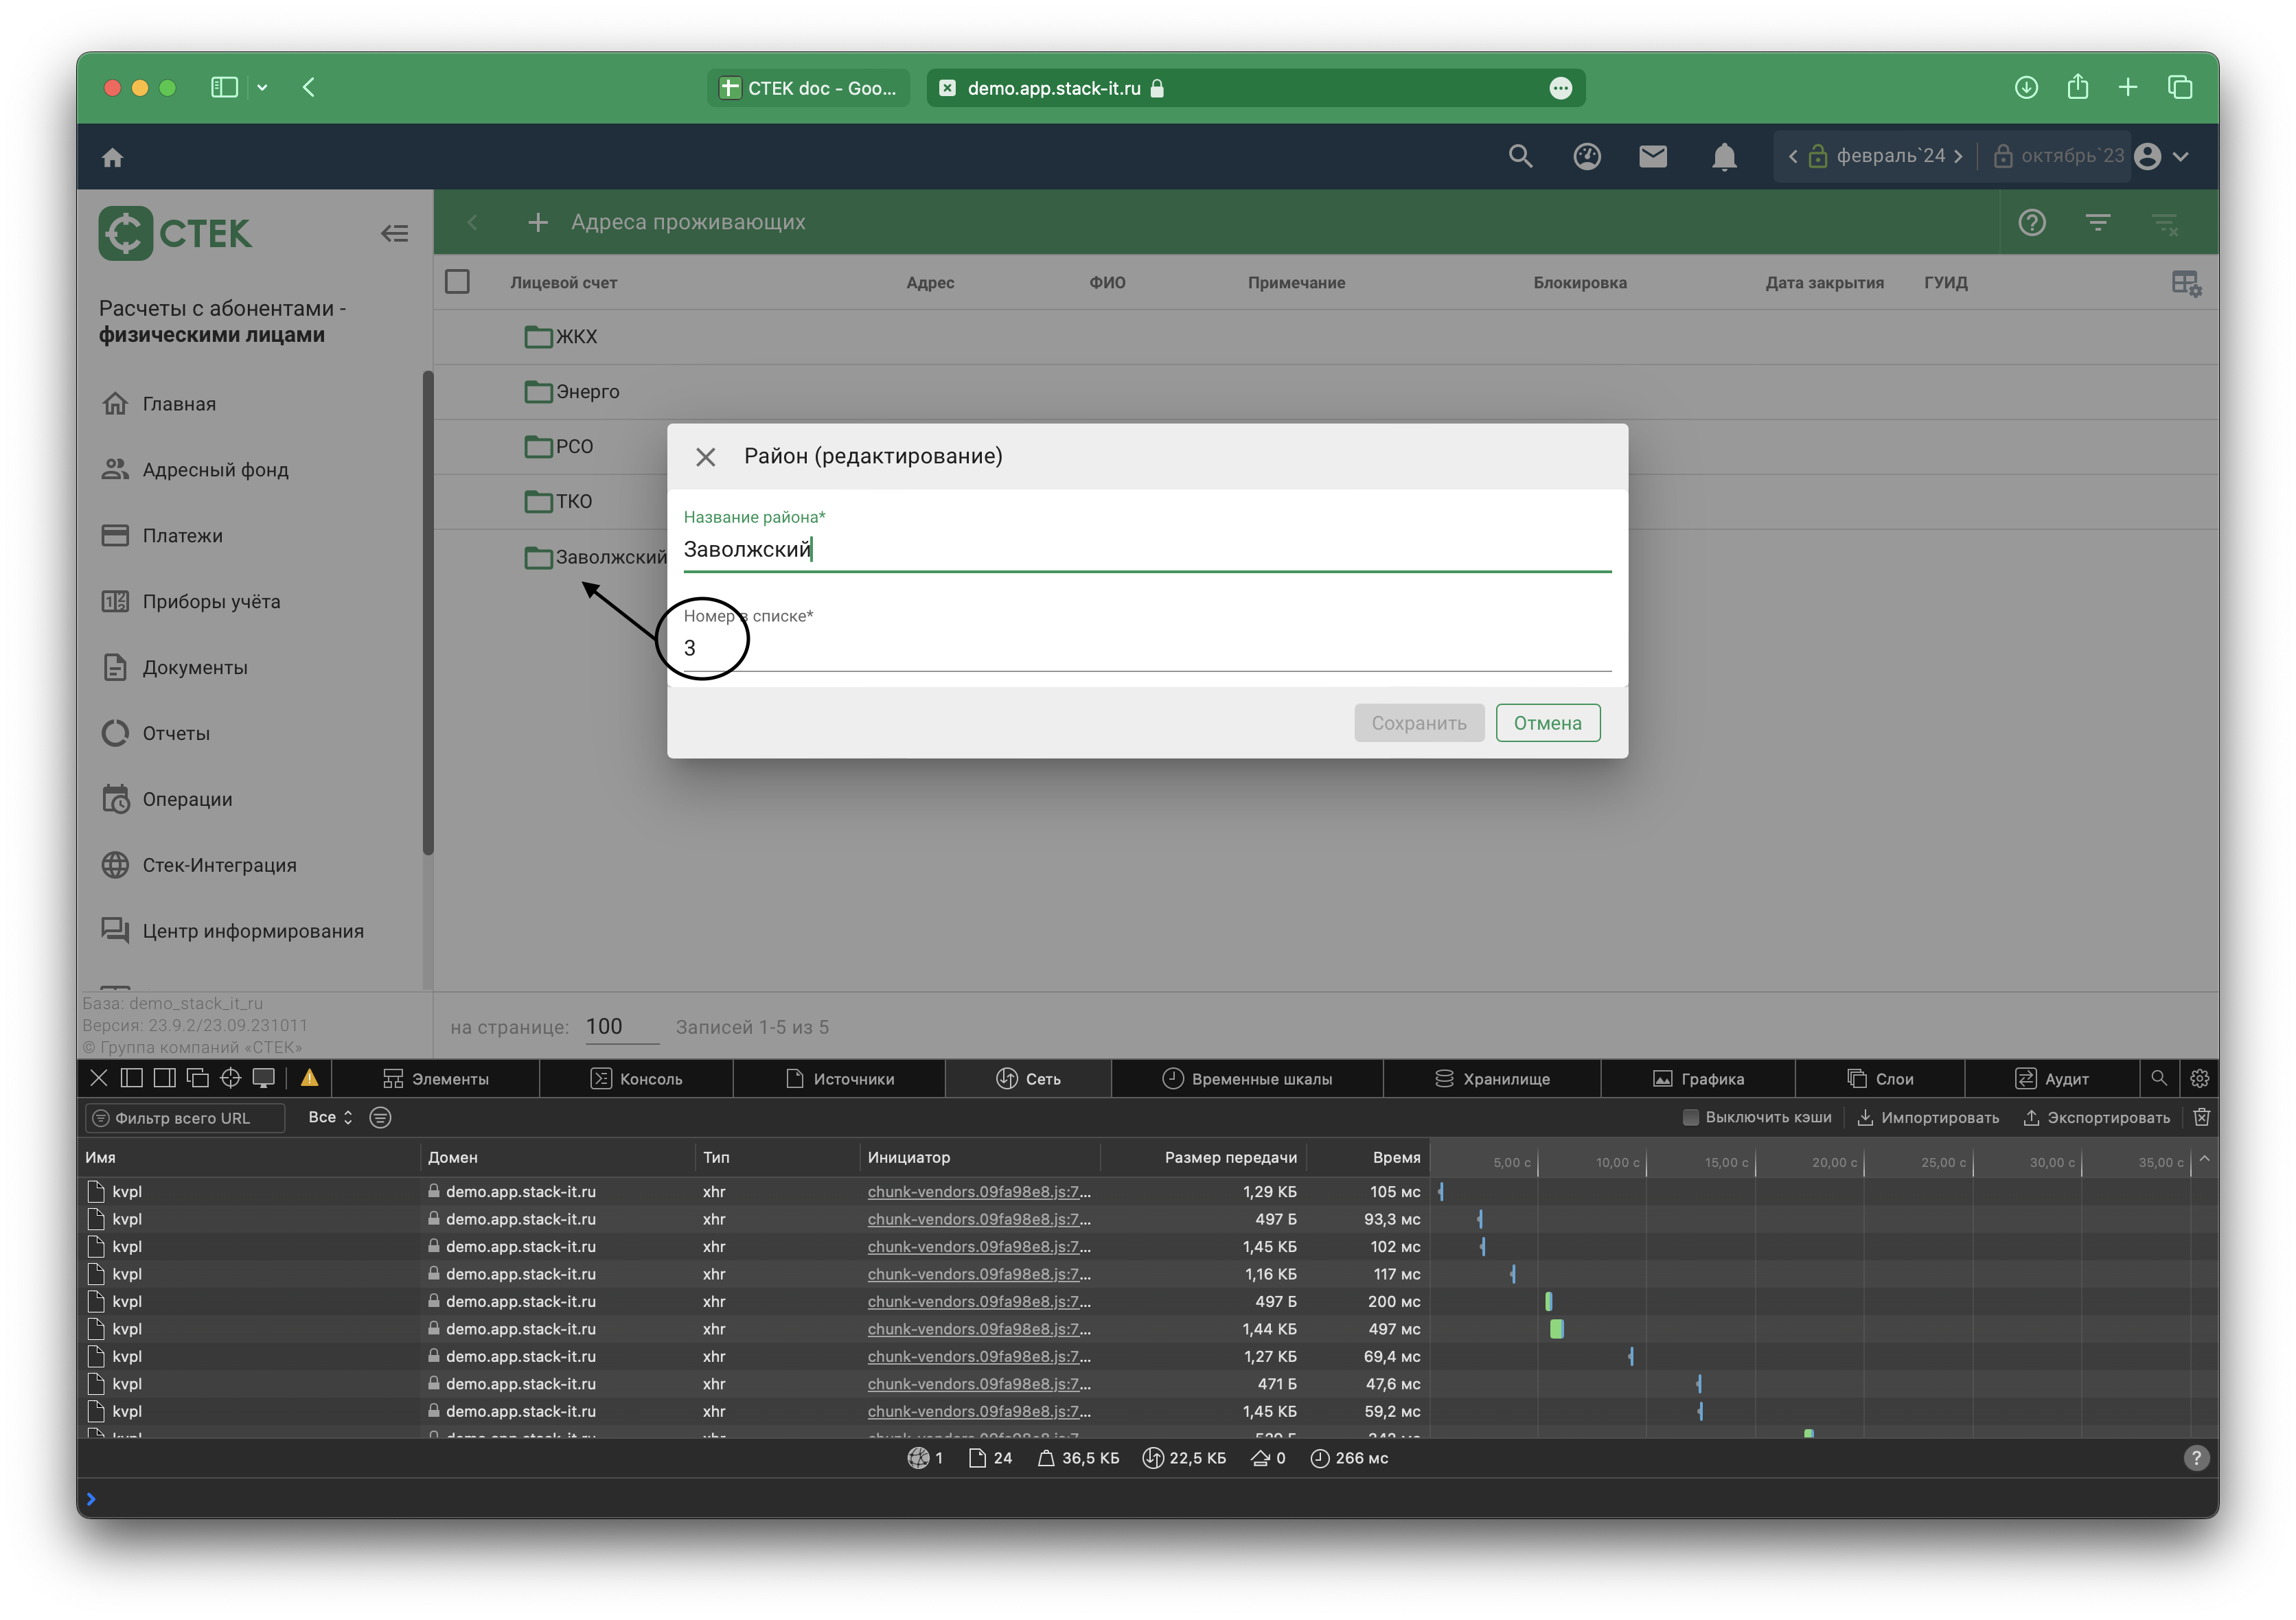 СТЕК doc - Goo...
demo.app.stack-it.ru
февраль`24
октябрь`23
СТЕК
Адреса проживающих
Расчеты с абонентами -
физическими лицами
Лицевой счет Адрес ФИО Примечание Блокировка Дата закрытия ГУИД
ЖКХ
Энерго
РСО
ТКО
Заволжский
Главная
Адресный фонд
Платежи
Приборы учёта
Документы
Отчеты
Операции
Стек-Интеграция
Центр информирования
База: demo_stack_it_ru
Версия: 23.9.2/23.09.231011
© Группа компаний «СТЕК»
Район (редактирование)
Название района*
Заволжский
Номер в списке*
3
Сохранить Отмена
на странице: 100 Записей 1-5 из 5
Элементы Консоль Источники Сеть Временные шкалы Хранилище Графика Слои Аудит
Фильтр всего URL Все Выключить кэши Импортировать Экспортировать
Имя Домен Тип Инициатор Размер передачи Время 5,00 с 10,00 с 15,00 с 20,00 с 25,00 с 30,00 с 35,00 с
kvpl demo.app.stack-it.ru xhr chunk-vendors.09fa98e8.js:7... 1,29 КБ 105 мс
kvpl demo.app.stack-it.ru xhr chunk-vendors.09fa98e8.js:7... 497 Б 93,3 мс
kvpl demo.app.stack-it.ru xhr chunk-vendors.09fa98e8.js:7... 1,45 КБ 102 мс
kvpl demo.app.stack-it.ru xhr chunk-vendors.09fa98e8.js:7... 1,16 КБ 117 мс
kvpl demo.app.stack-it.ru xhr chunk-vendors.09fa98e8.js:7... 497 Б 200 мс
kvpl demo.app.stack-it.ru xhr chunk-vendors.09fa98e8.js:7... 1,44 КБ 497 мс
kvpl demo.app.stack-it.ru xhr chunk-vendors.09fa98e8.js:7... 1,27 КБ 69,4 мс
kvpl demo.app.stack-it.ru xhr chunk-vendors.09fa98e8.js:7... 471 Б 47,6 мс
kvpl demo.app.stack-it.ru xhr chunk-vendors.09fa98e8.js:7... 1,45 КБ 59,2 мс
1 24 36,5 КБ 22,5 КБ 0 266 мс